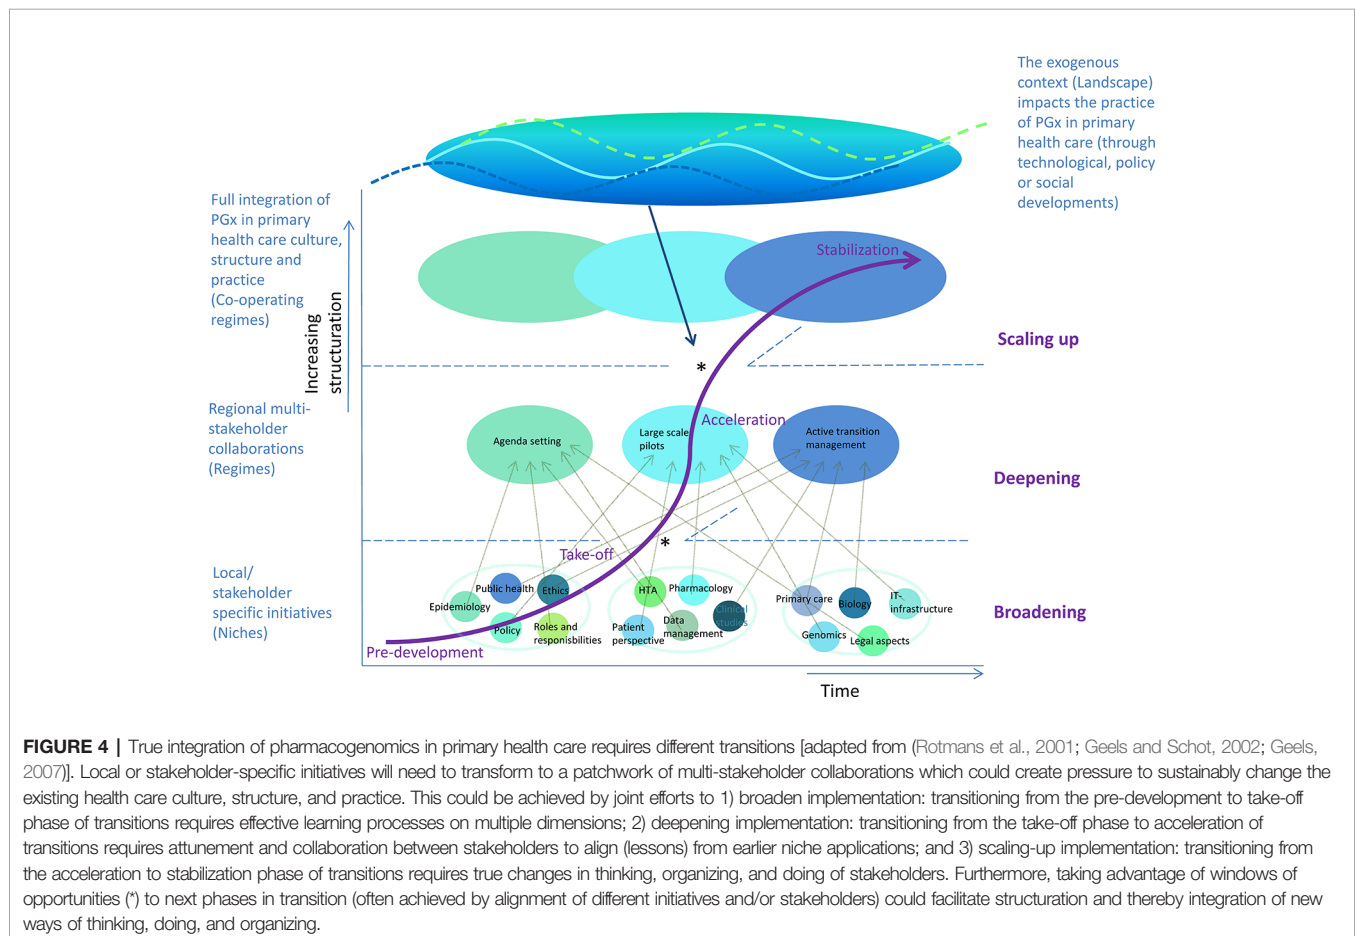 The exogenous
context (Landscape)
impacts the practice
of PGx in primary
health care (through
technological, policy
or social
developments)
Full integration of
PGx in primary
health care culture,
structure and
practice
(Co-operating
regimes)
Increasing
structuration
Stabilization
*
Scaling up
Regional multi-
stakeholder
collaborations
(Regimes)
Agenda setting
Large scale
pilots
Acceleration
Active transition
management
Deepening
*
Take-off
Local/
stakeholder
specific initiatives
(Niches)
Public health
Ethics
Epidemiology
Policy
Roles and
responisbilities
HTA
Pharmacology
Clinical
studies
Patient
perspective
Data
management
Primary care
Biology
IT-
infrastructure
Genomics
Legal aspects
Broadening
Pre-development
Time
FIGURE 4 | True integration of pharmacogenomics in primary health care requires different transitions [adapted from (Rotmans et al., 2001; Geels and Schot, 2002; Geels,
2007)]. Local or stakeholder-specific initiatives will need to transform to a patchwork of multi-stakeholder collaborations which could create pressure to sustainably change the
existing health care culture, structure, and practice. This could be achieved by joint efforts to 1) broaden implementation: transitioning from the pre-development to take-off
phase of transitions requires effective learning processes on multiple dimensions; 2) deepening implementation: transitioning from the take-off phase to acceleration of
transitions requires attunement and collaboration between stakeholders to align (lessons) from earlier niche applications; and 3) scaling-up implementation: transitioning from
the acceleration to stabilization phase of transitions requires true changes in thinking, organizing, and doing of stakeholders. Furthermore, taking advantage of windows of
opportunities (*) to next phases in transition (often achieved by alignment of different initiatives and/or stakeholders) could facilitate structuration and thereby integration of new
ways of thinking, doing, and organizing.